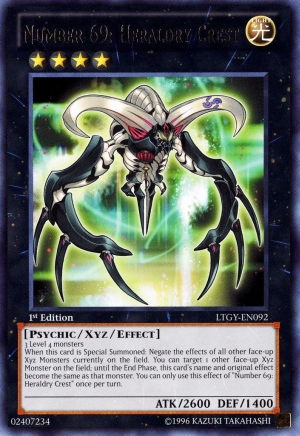 NUMBER 69: HERALDRY CREST
光
1st Edition
LTGY-EN092
[PSYCHIC/XYZ/EFFECT]
3 Level 4 monsters
When this card is Special Summoned: Negate the effects of all other face-up
Xyz Monsters currently on the field. You can target 1 other face-up Xyz
Monster on the field; until the End Phase, this card's name and original effect
become the same as that monster. You can only use this effect of "Number 69:
Heraldry Crest" once per turn.
ATK/2600 DEF/1400
02407234
©1996 KAZUKI TAKAHASHI